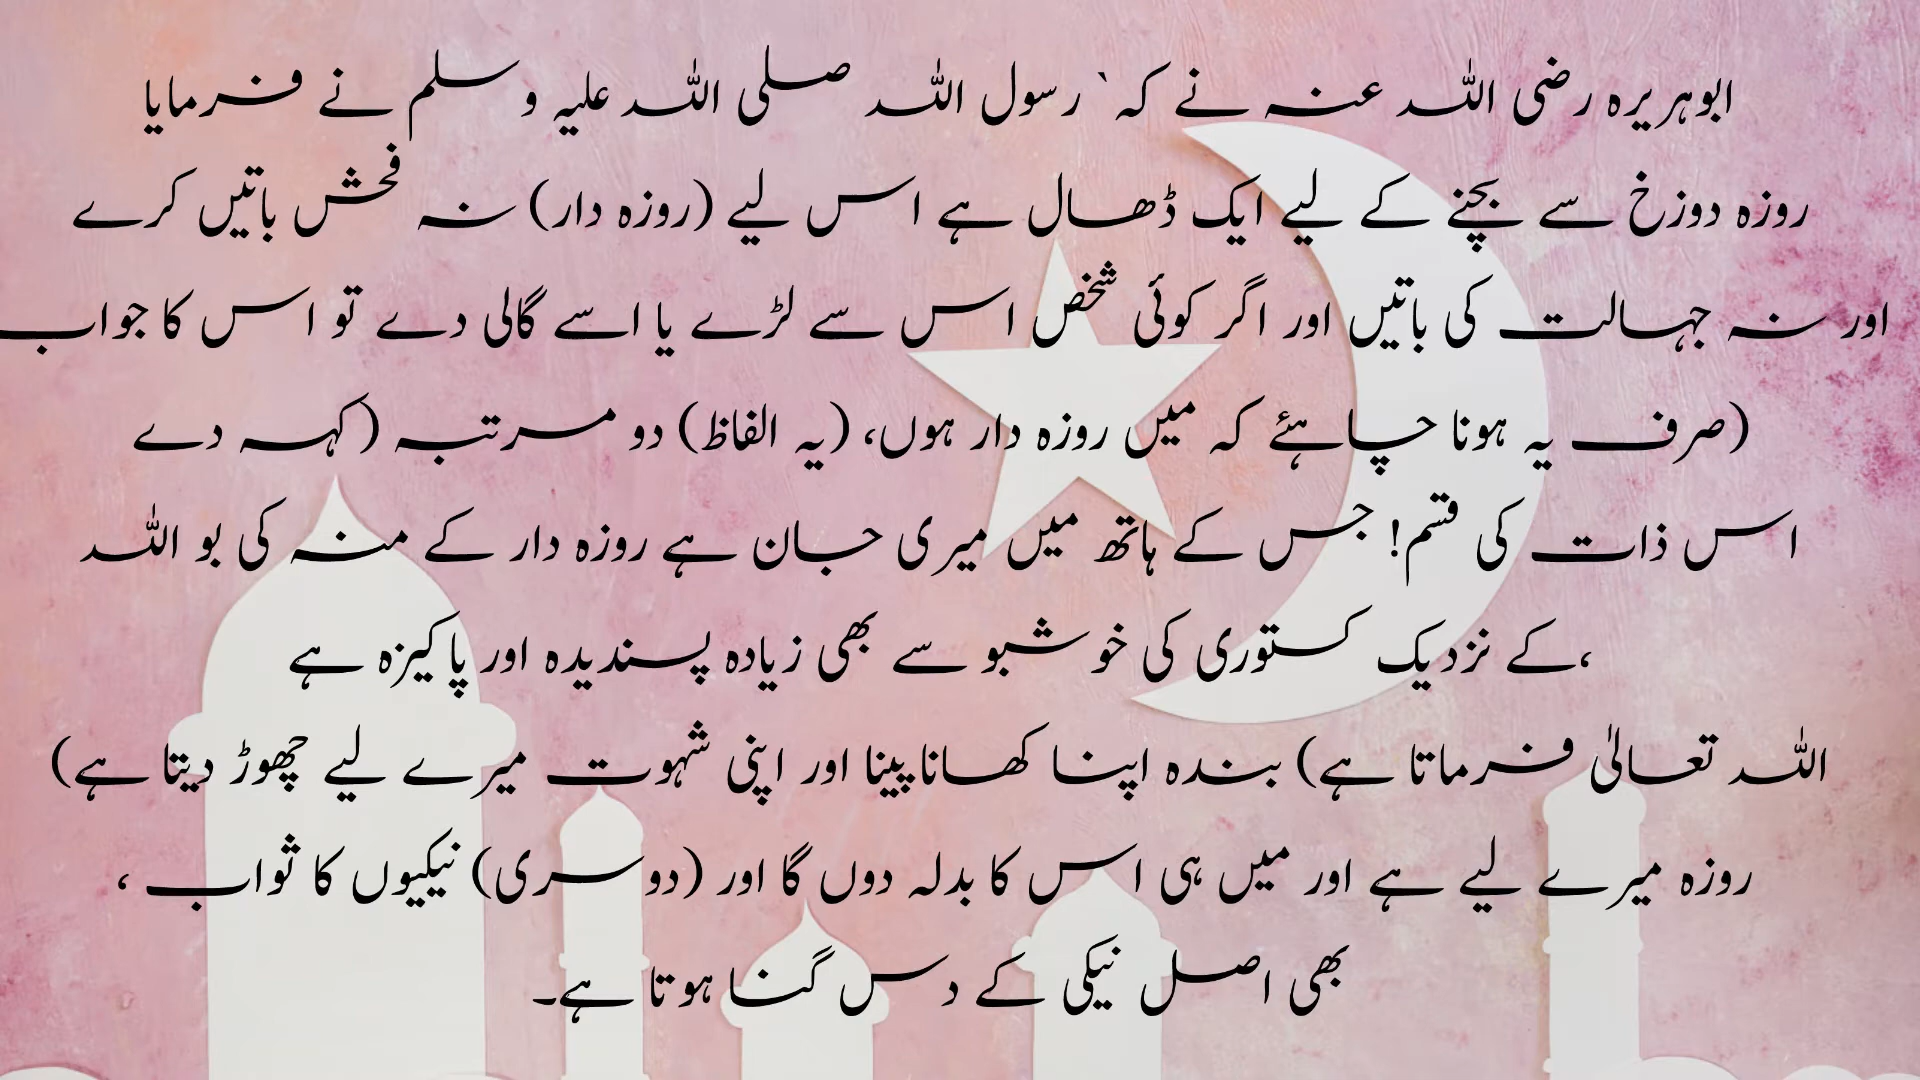 ابوہریرہ رضی اللہ عنہ نے کہ` رسول اللہ صلی اللہ علیہ وسلم نے فرمایا
روزہ دوزخ سے بچنے کے لیے ایک ڈھال ہے اس لیے (روزہ دار) نہ فحش باتیں کرے
اور نہ جہالت کی باتیں اور اگر کوئی شخص اس سے لڑے یا اسے گالی دے تو اس کا جواب
(صرف یہ ہونا چاہئے کہ میں روزہ دار ہوں، (یہ الفاظ) دو مرتبہ (کہہ دے
اس ذات کی قسم! جس کے ہاتھ میں میری جان ہے روزہ دار کے منہ کی بو اللہ
،کے نزدیک کستوری کی خوشبو سے بھی زیادہ پسندیدہ اور پاکیزہ ہے
اللہ تعالیٰ فرماتا ہے) بندہ اپنا کھانا پینا اور اپنی شہوت میرے لیے چھوڑ دیتا ہے)
روزہ میرے لیے ہے اور میں ہی اس کا بدلہ دوں گا اور (دوسری) نیکیوں کا ثواب ،
بھی اصل نیکی کے دس گنا ہوتا ہے۔